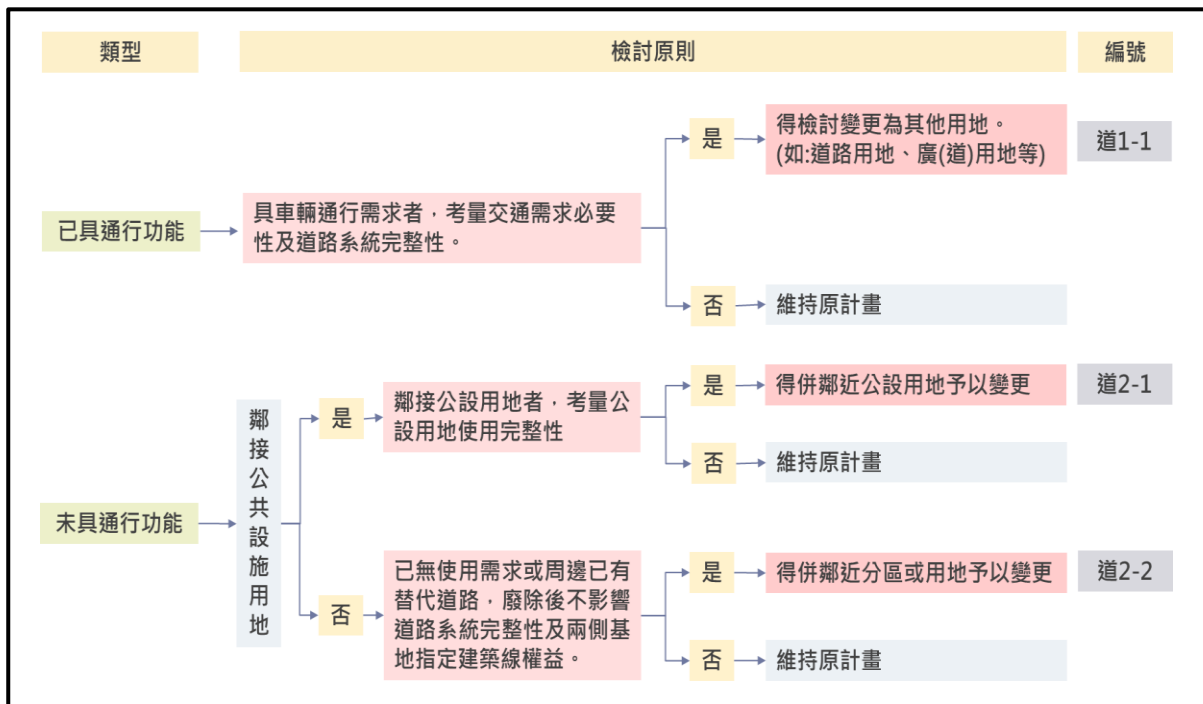 類型
檢討原則
編號
已具通行功能
具車輛通行需求者，考量交通需求必要
性及道路系統完整性。
是
得檢討變更為其他用地。
(如:道路用地、廣(道)用地等)
道1-1
否
維持原計畫
未具通行功能
鄰接公共設施用地
是
鄰接公設用地者，考量公
設用地使用完整性
是
得併鄰近公設用地予以變更
道2-1
否
維持原計畫
否
已無使用需求或周邊已有
替代道路，廢除後不影響
道路系統完整性及兩側基
地指定建築線權益。
是
得併鄰近分區或用地予以變更
道2-2
否
維持原計畫